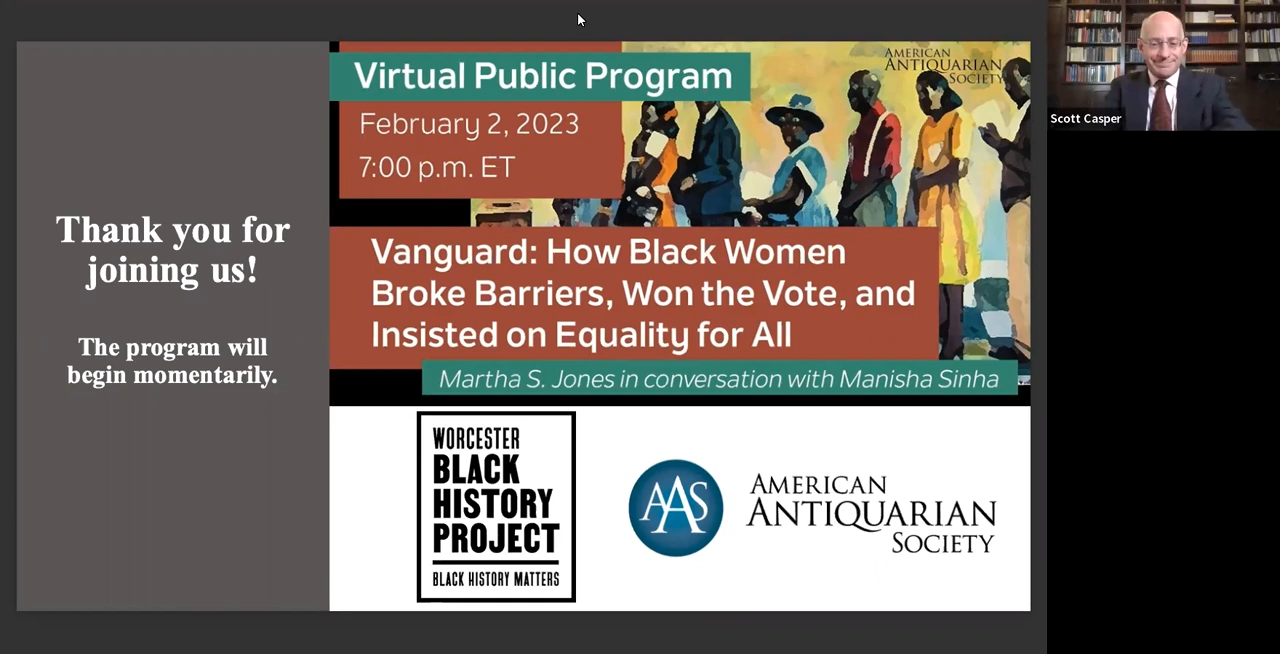 Thank you for
joining us!
The program will
begin momentarily.
Virtual Public Program
February 2, 2023
7:00 p.m. ET
AMERICAN
ANTIQUARIAN
SOCIETY
Vanguard: How Black Women
Broke Barriers, Won the Vote, and
Insisted on Equality for All
Martha S. Jones in conversation with Manisha Sinha
WORCESTER
BLACK
HISTORY
PROJECT
BLACK HISTORY MATTERS
AAS
AMERICAN
ANTIQUARIAN
SOCIETY
Scott Casper